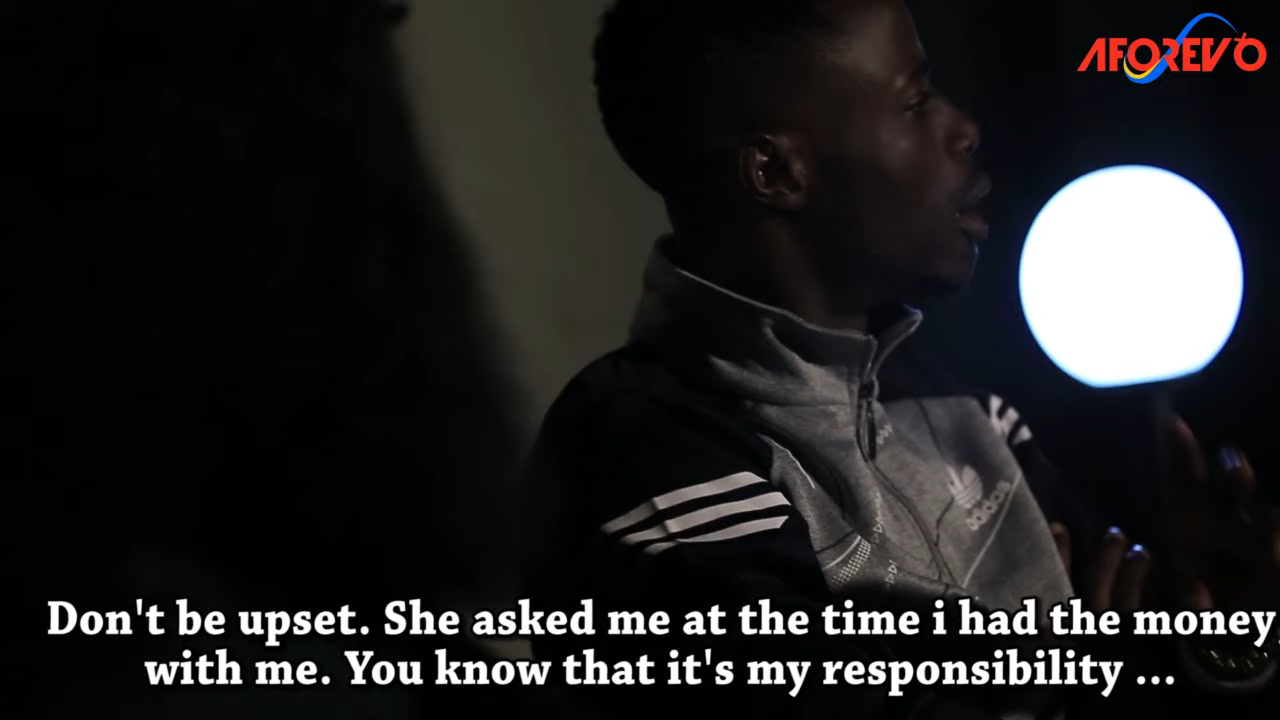 AFOREVO
adidas
Don't be upset. She asked me at the time i had the money
with me. You know that it's my responsibility ...